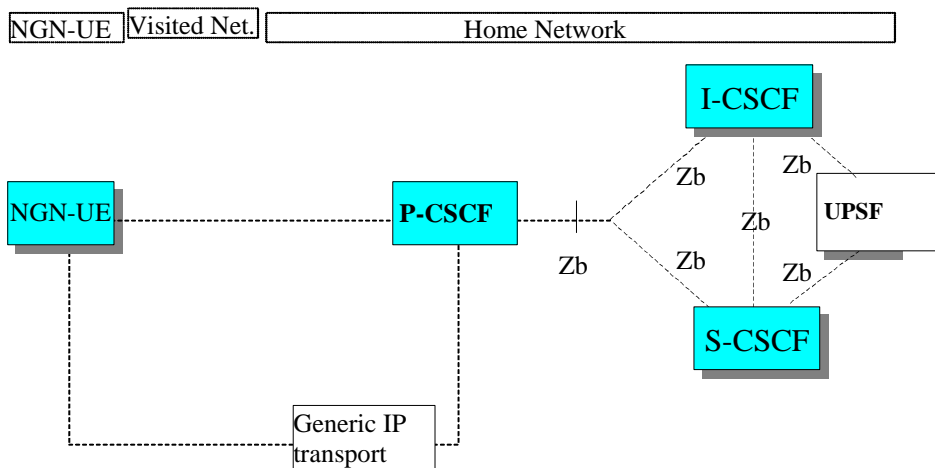 NGN-UE
Visited Net.
Home Network
I-CSCF
Zb
Zb
NGN-UE
P-CSCF
UPSF
Zb
Zb
Zb
Zb
S-CSCF
Generic IP
transport